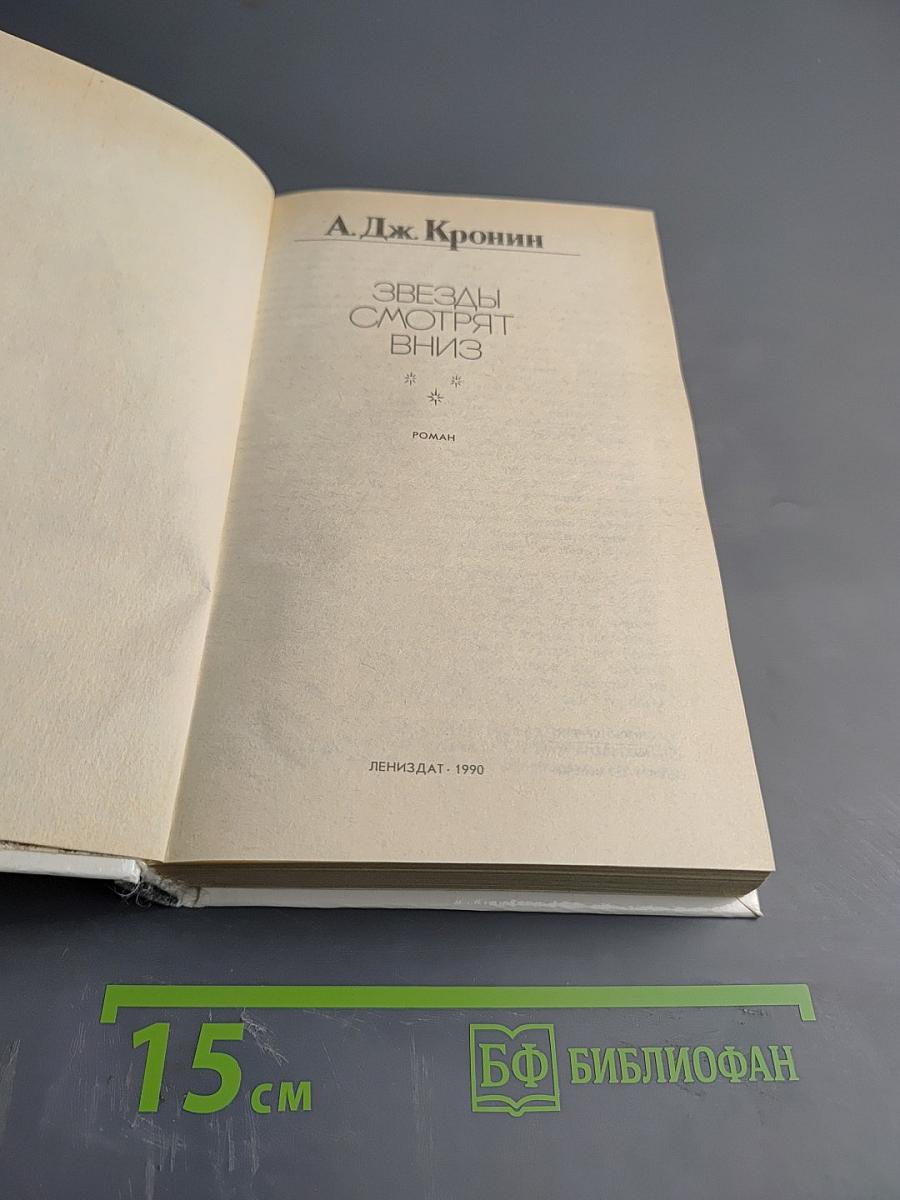 А. Дж. Кронин
ЗВЕЗДЫ
СМОТРЯТ
ВНИЗ
РОМАН
ЛЕНИЗДАТ · 1990
15 см
БФ БИБЛИОФАН